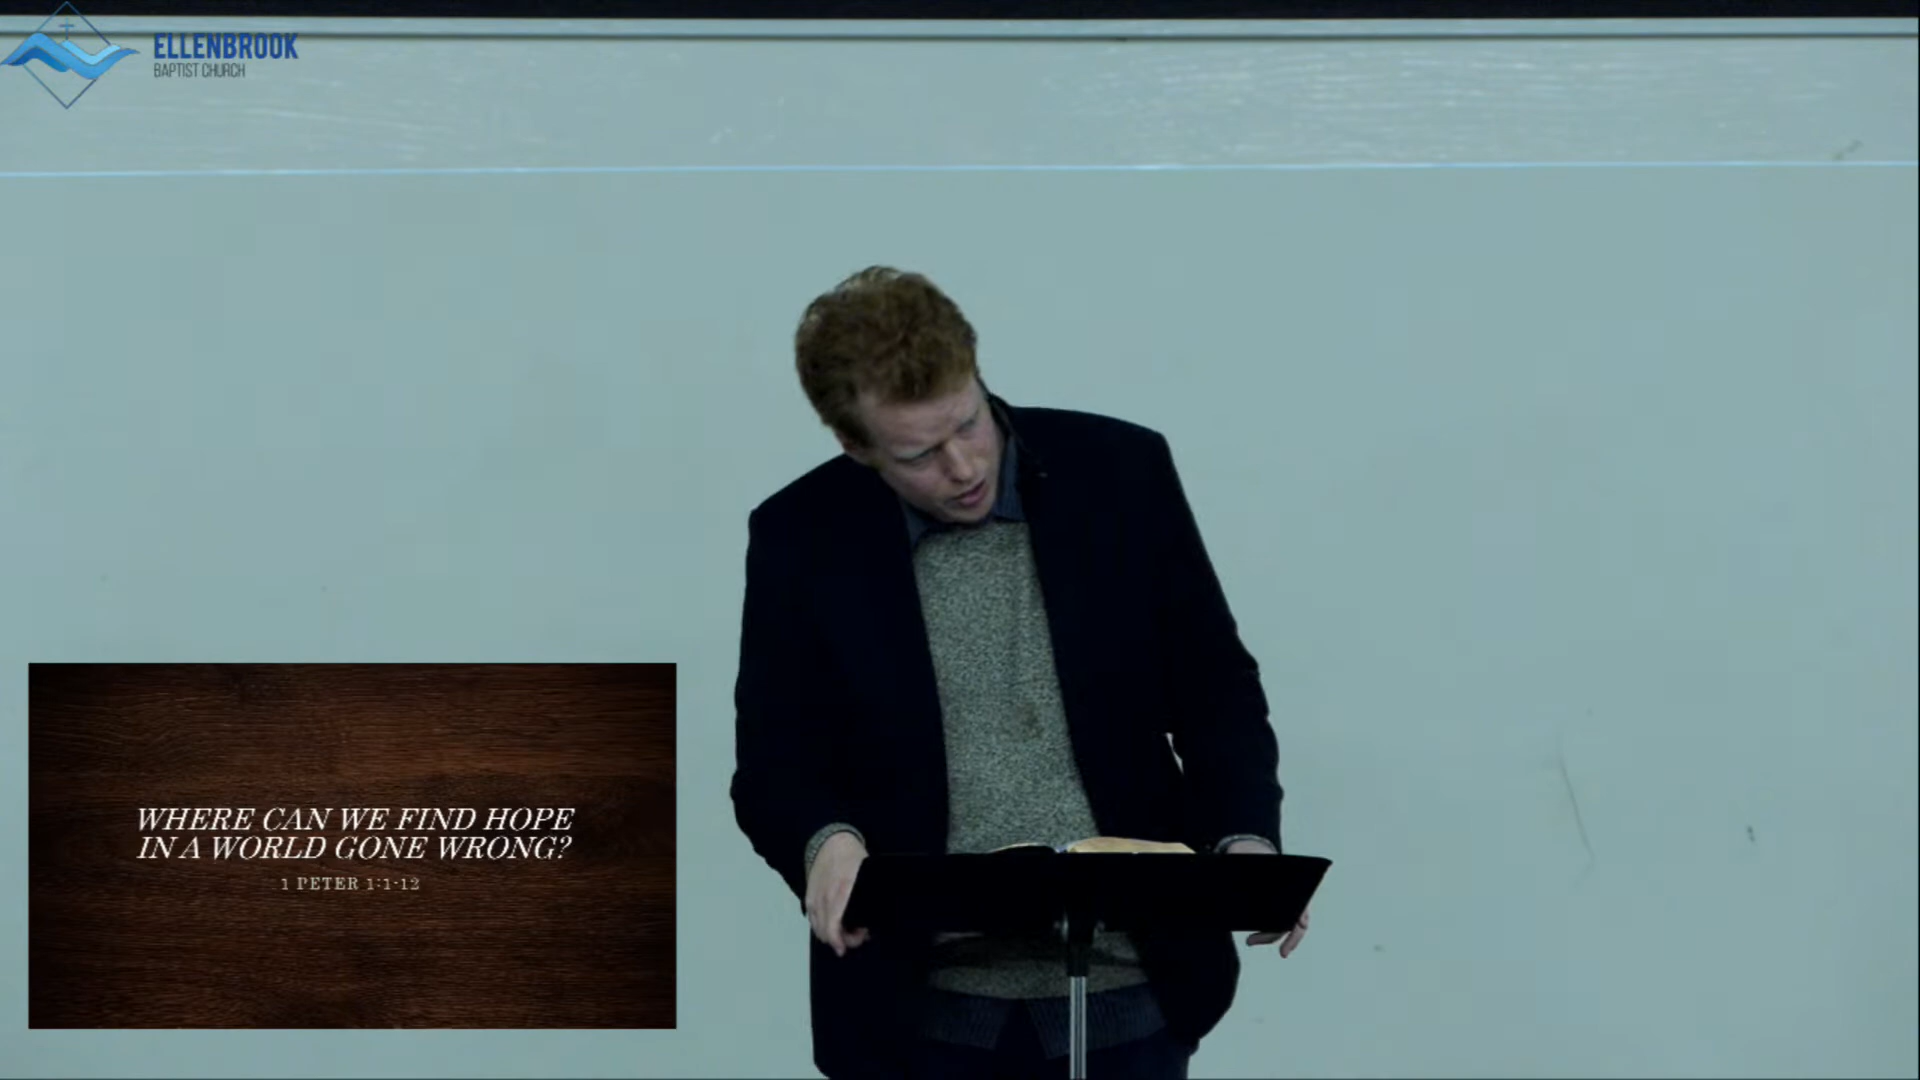 ELLENBROOK
BAPTIST CHURCH
WHERE CAN WE FIND HOPE
IN A WORLD GONE WRONG?
1 PETER 1:1-12